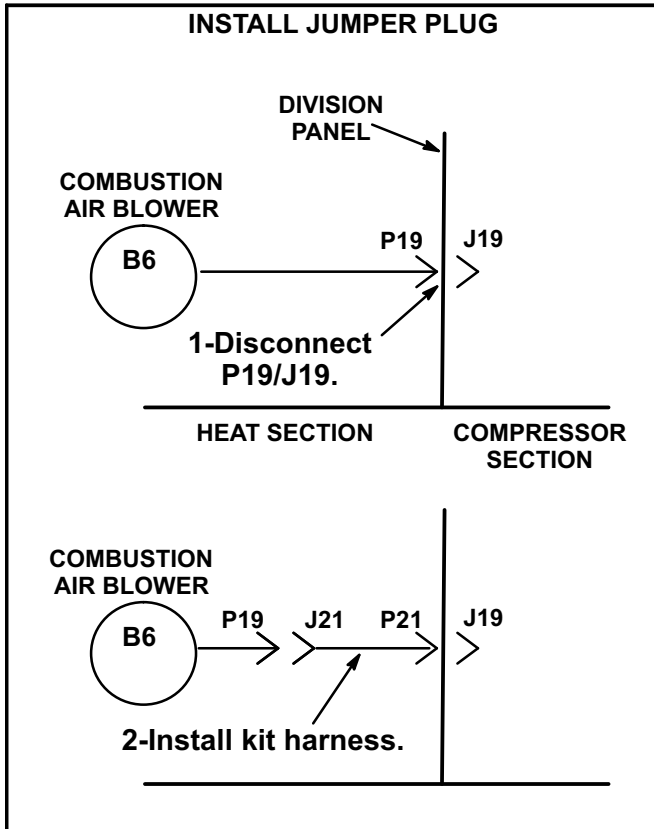 INSTALL JUMPER PLUG
DIVISION
PANEL
COMBUSTION
AIR BLOWER
B6
P19
J19
1-Disconnect
P19/J19.
HEAT SECTION
COMPRESSOR
SECTION
COMBUSTION
AIR BLOWER
B6
P19
J21
P21
J19
2-Install kit harness.